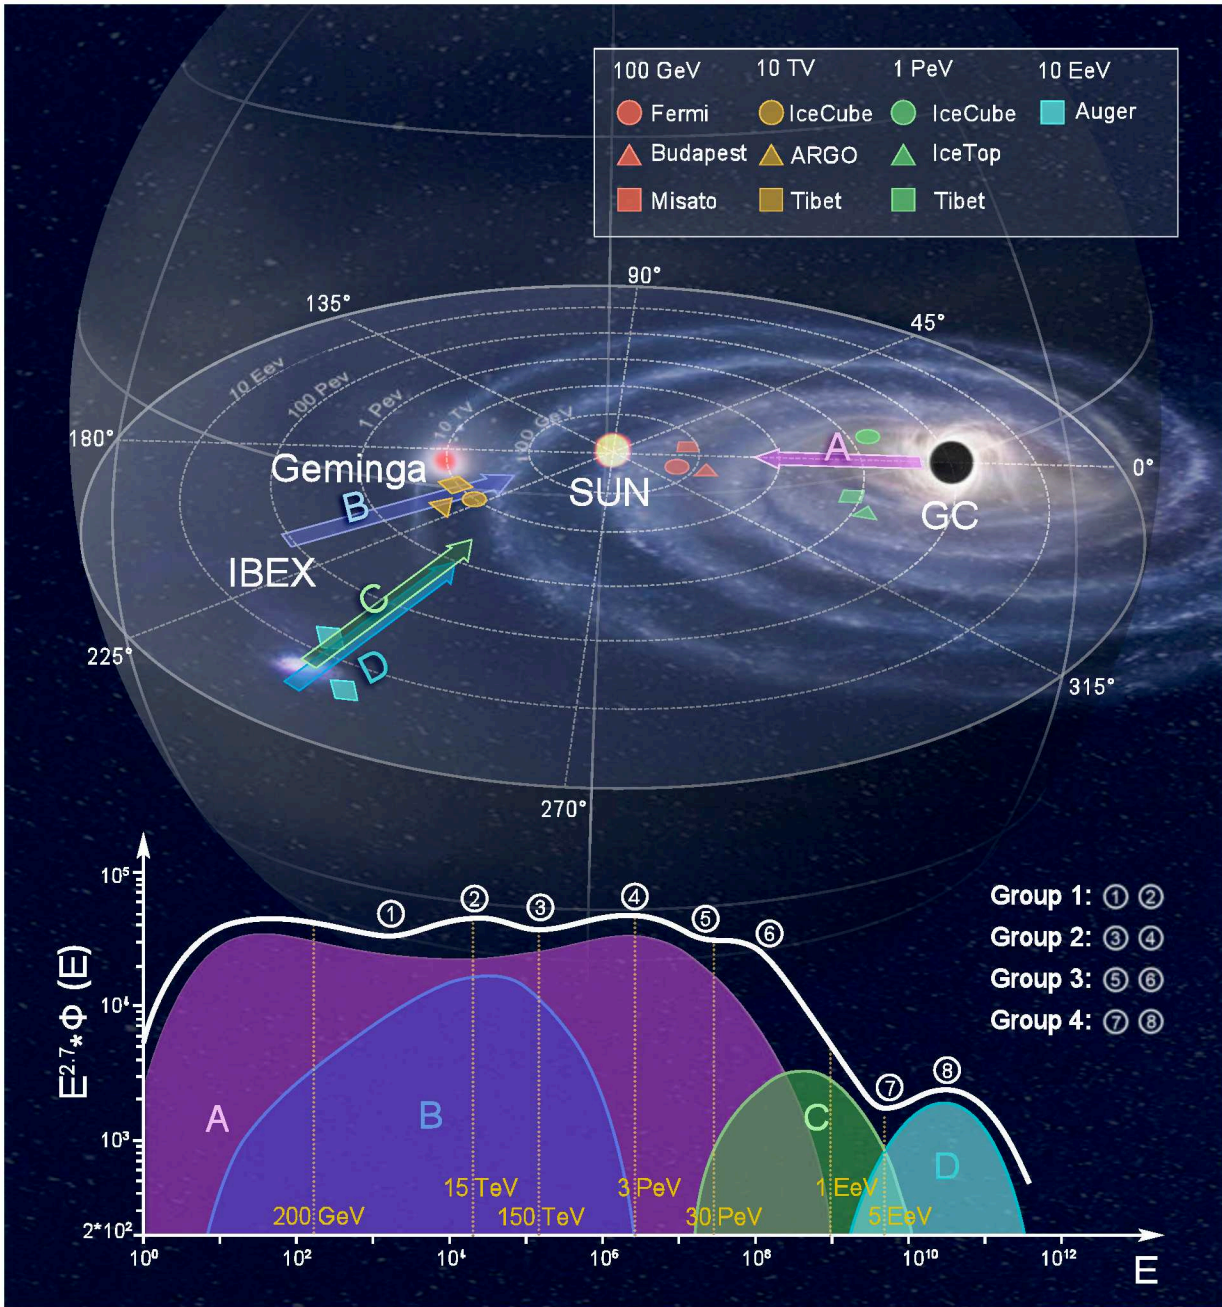 100 GeV 10 TV 1 PeV 10 EeV
Fermi IceCube IceCube Auger
Budapest ARGO IceTop
Misato Tibet Tibet
90°
135° 45°
10 Eev 100 Pev 1 Pev 10 TV 100 GeV
180° 0°
Geminga A
SUN GC
B
IBEX
C
D
225° 315°
270°
10⁵
① ② ③ ④ ⑤ ⑥
Group 1: ① ②
Group 2: ③ ④
Group 3: ⑤ ⑥
Group 4: ⑦ ⑧
10⁴
E²·⁷*Φ (E)
⑦ ⑧
A B C D
10³
15 TeV 3 PeV 1 EeV
200 GeV 150 TeV 30 PeV 5 EeV
2*10²
10⁰ 10² 10⁴ 10⁶ 10⁸ 10¹⁰ 10¹²
E